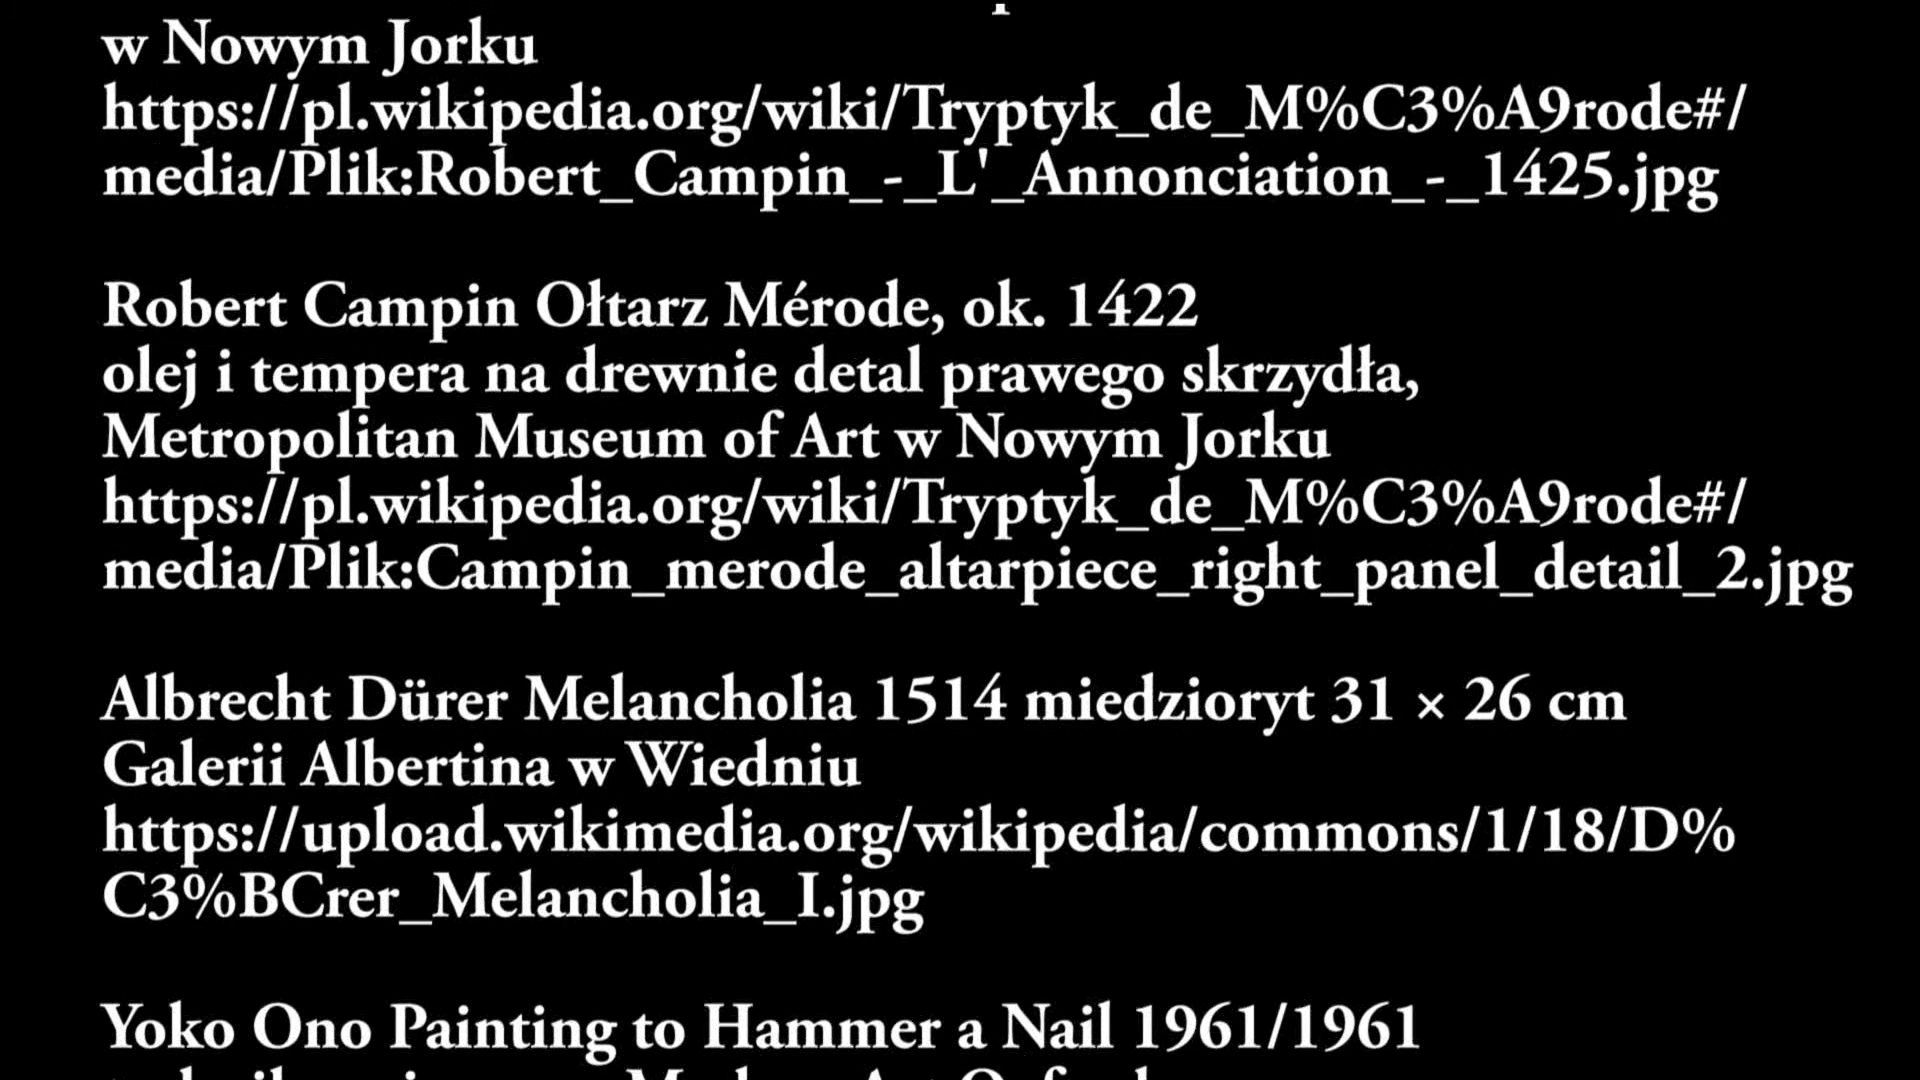 w Nowym Jorku
https://pl.wikipedia.org/wiki/Tryptyk_de_M%C3%A9rode#/
media/Plik:Robert_Campin_-_L'_Annonciation_-_1425.jpg
Robert Campin Ołtarz Mérode, ok. 1422
olej i tempera na drewnie detal prawego skrzydła,
Metropolitan Museum of Art w Nowym Jorku
https://pl.wikipedia.org/wiki/Tryptyk_de_M%C3%A9rode#/
media/Plik:Campin_merode_altarpiece_right_panel_detail_2.jpg
Albrecht Dürer Melancholia 1514 miedzioryt 31 × 26 cm
Galerii Albertina w Wiedniu
https://upload.wikimedia.org/wikipedia/commons/1/18/D%
C3%BCrer_Melancholia_I.jpg
Yoko Ono Painting to Hammer a Nail 1961/1961